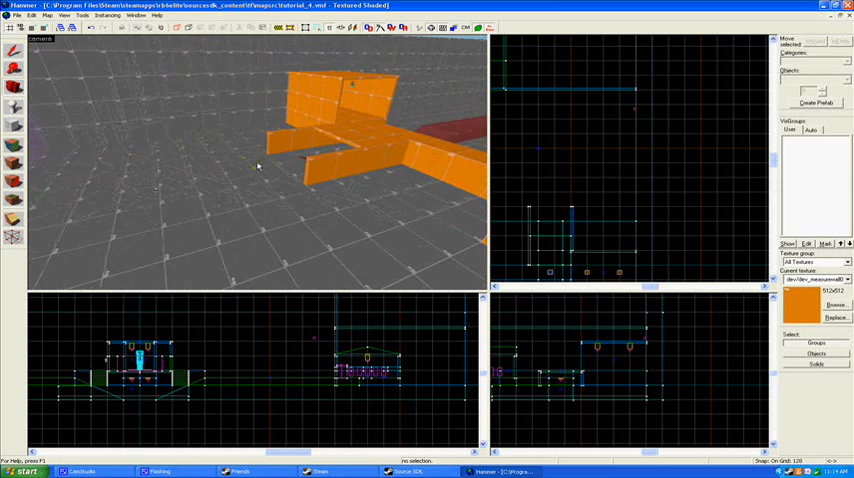 Hammer - [C:\Program Files\Steam\steamapps\rb6elite\sourcesdk_content\tf\mapsrc\tutorial_4.vmf - Textured Shaded]
File Edit Map View Tools Instancing Window Help
camera
Move
selected:
Categories:
Objects:
Create Prefab
VisGroups:
User Auto
Show Edit Mark
Texture group:
All Textures
Current texture:
dev/dev_measurewall0
512x512
Browse...
Replace...
Select:
Groups
Objects
Solids
For Help, press F1 no selection. Snap: On Grid: 128 <->
start CamStudio Flashing Friends Steam Source SDK Hammer - [C:\Progra... 11:14 AM